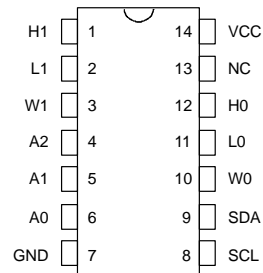 H1 1 14 VCC
L1 2 13 NC
W1 3 12 H0
A2 4 11 L0
A1 5 10 W0
A0 6 9 SDA
GND 7 8 SCL